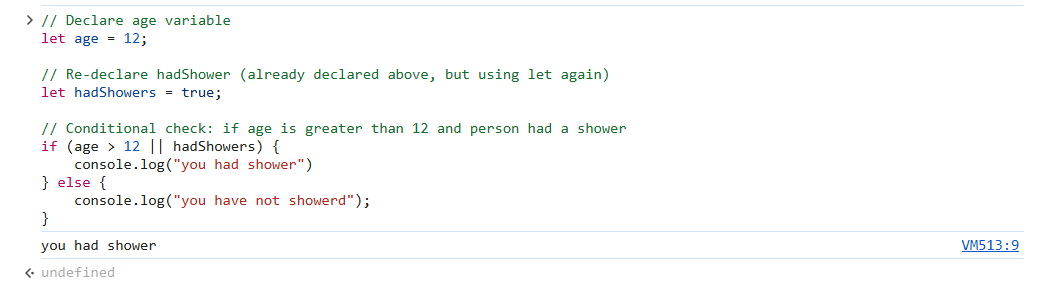 // Declare age variable
let age = 12;
// Re-declare hadShower (already declared above, but using let again)
let hadShowers = true;
// Conditional check: if age is greater than 12 and person had a shower
if (age > 12 || hadShowers) {
    console.log("you had shower")
} else {
    console.log("you have not showerd");
}
you had shower VM513:9
undefined